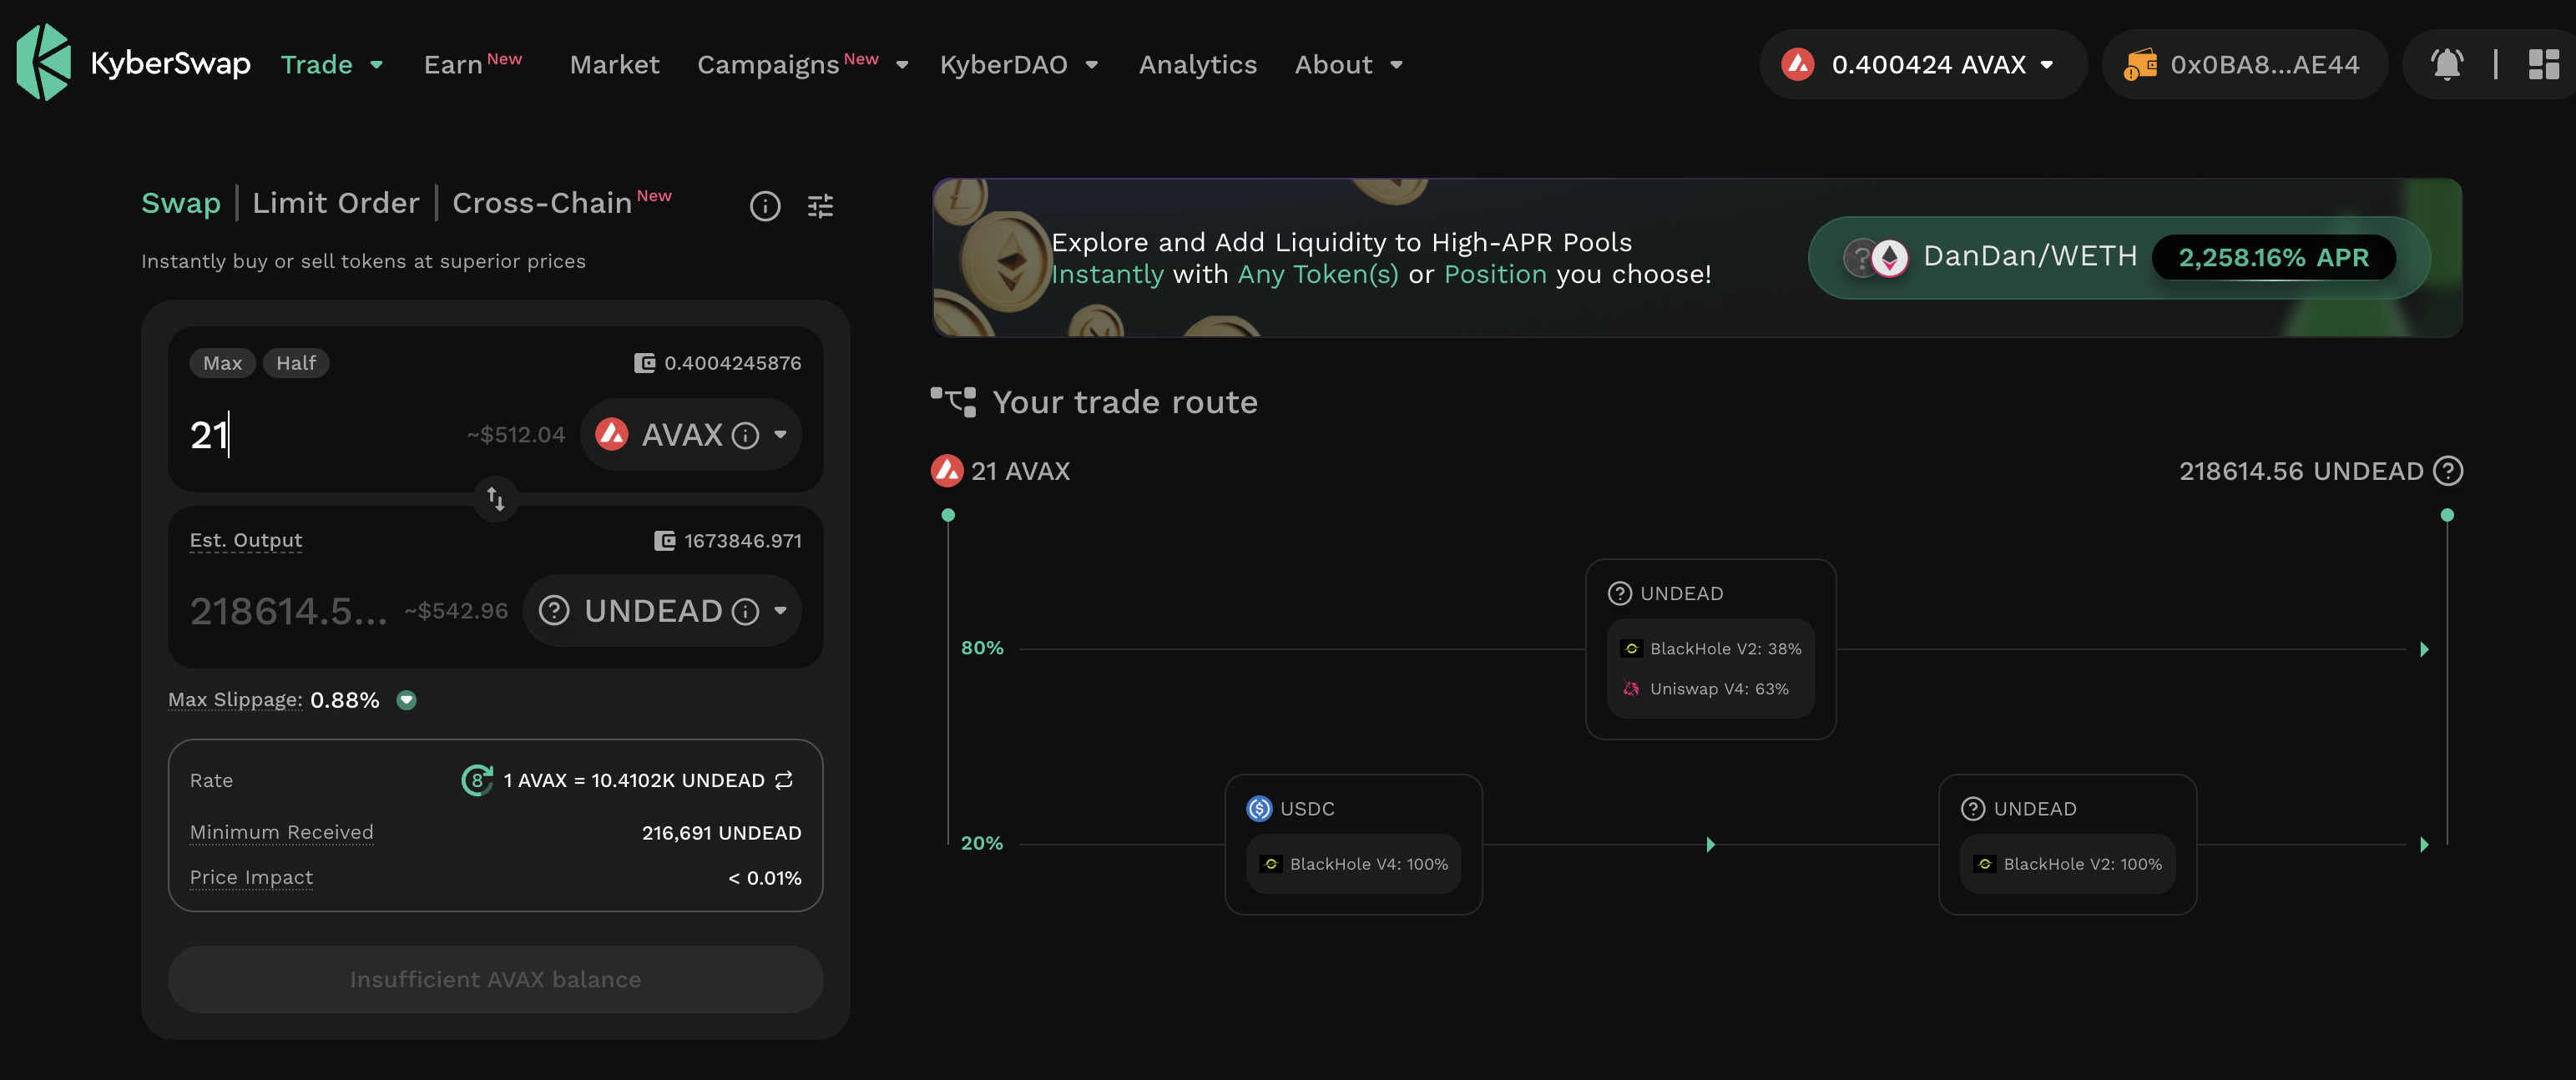 KyberSwap Trade Earn New Market Campaigns New KyberDAO Analytics About 0.400424 AVAX 0x0BA8...AE44
Swap | Limit Order | Cross-Chain New
Instantly buy or sell tokens at superior prices
Max Half 0.4004245876
21 ~$512.04 AVAX
Est. Output 1673846.971
218614.5... ~$542.96 UNDEAD
Max Slippage: 0.88%
Rate 8 1 AVAX = 10.4102K UNDEAD
Minimum Received 216,691 UNDEAD
Price Impact < 0.01%
Insufficient AVAX balance
Explore and Add Liquidity to High-APR Pools
Instantly with Any Token(s) or Position you choose!
DanDan/WETH 2,258.16% APR
Your trade route
21 AVAX 218614.56 UNDEAD
80%
UNDEAD
BlackHole V2: 38%
Uniswap V4: 63%
20%
USDC
BlackHole V4: 100%
UNDEAD
BlackHole V2: 100%